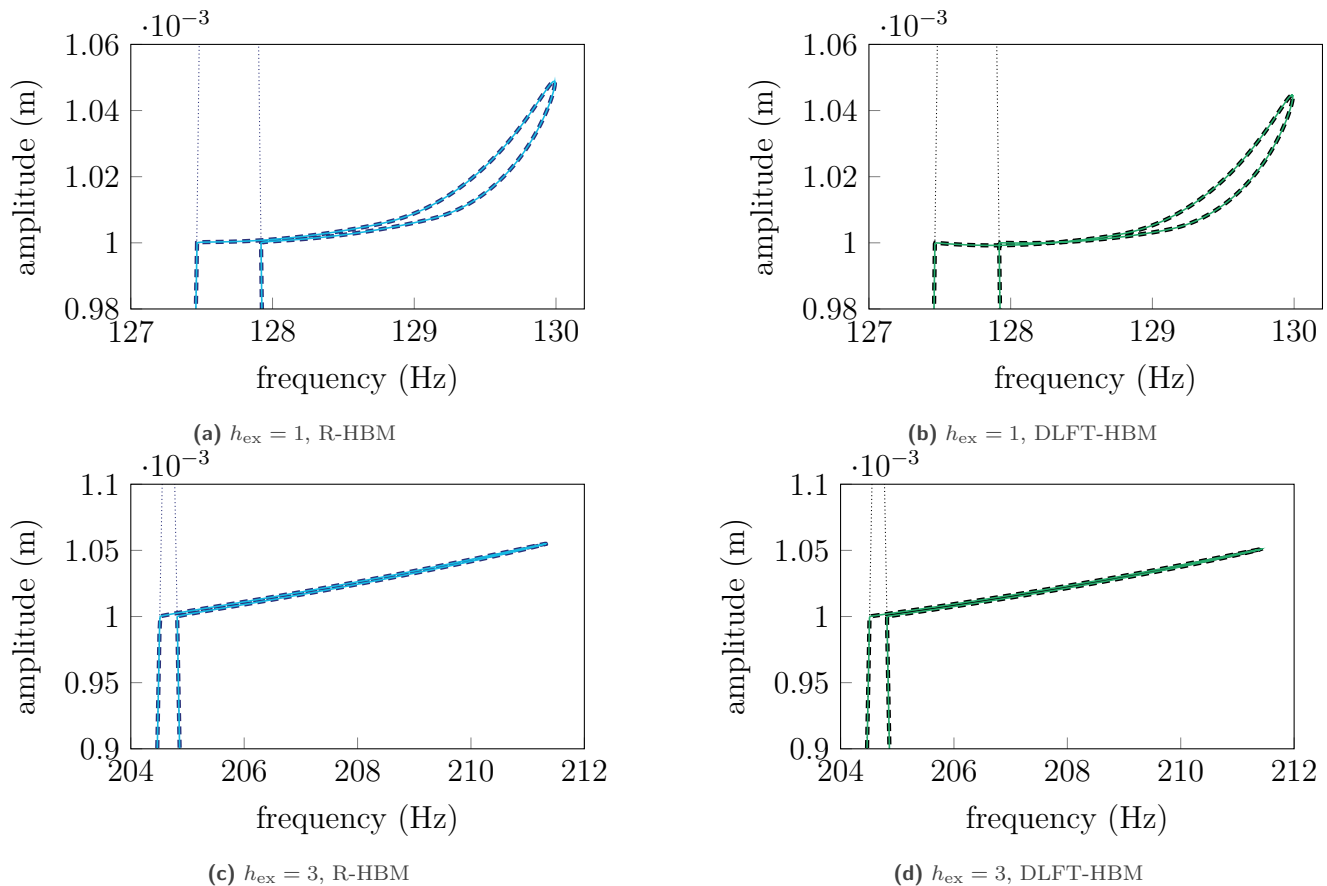 ·10−3
1.06
1.04
1.02
1
0.98
127 128 129 130
amplitude (m)
frequency (Hz)
(a) hex = 1, R-HBM
·10−3
1.06
1.04
1.02
1
0.98
127 128 129 130
amplitude (m)
frequency (Hz)
(b) hex = 1, DLFT-HBM
·10−3
1.1
1.05
1
0.95
0.9
204 206 208 210 212
amplitude (m)
frequency (Hz)
(c) hex = 3, R-HBM
·10−3
1.1
1.05
1
0.95
0.9
204 206 208 210 212
amplitude (m)
frequency (Hz)
(d) hex = 3, DLFT-HBM